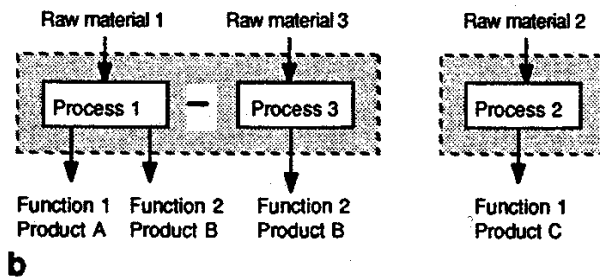 Raw material 1
Raw material 3
Raw material 2
Process 1
–
Process 3
Process 2
Function 1
Product A
Function 2
Product B
Function 2
Product B
Function 1
Product C
b